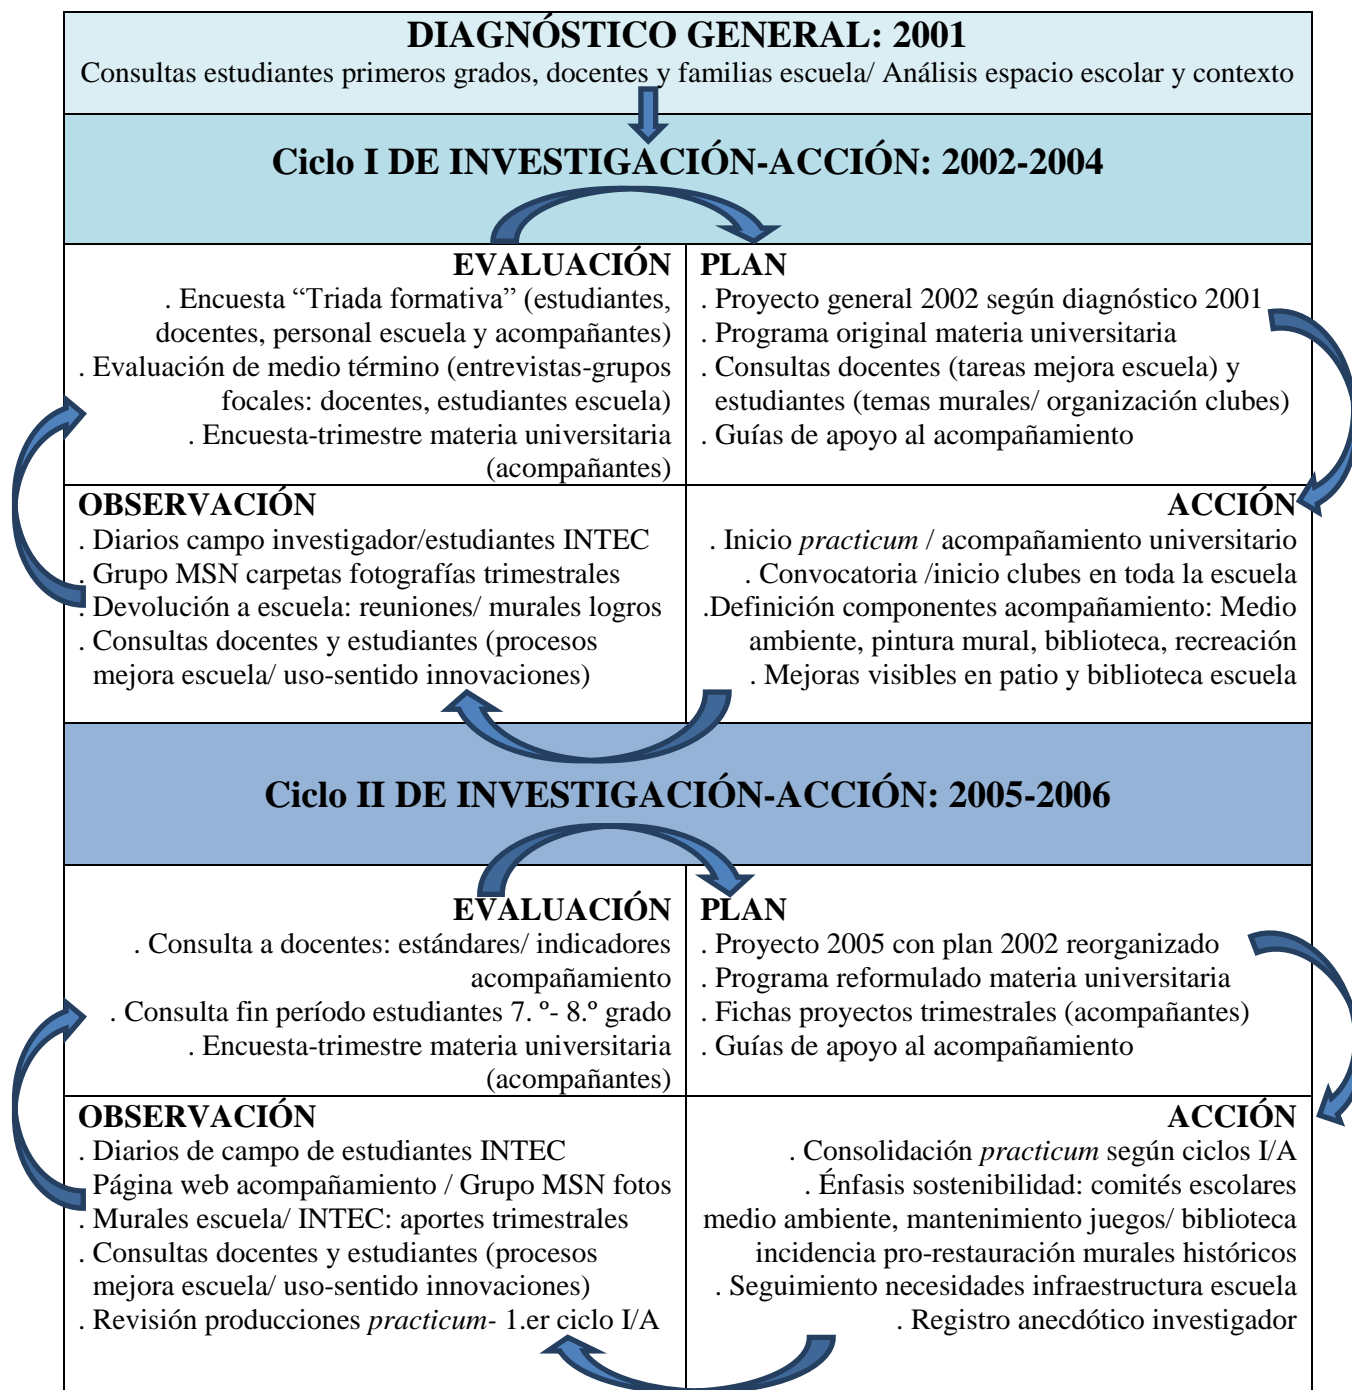 DIAGNÓSTICO GENERAL: 2001
Consultas estudiantes primeros grados, docentes y familias escuela/ Análisis espacio escolar y contexto
Ciclo I DE INVESTIGACIÓN-ACCIÓN: 2002-2004
EVALUACIÓN
. Encuesta “Triada formativa” (estudiantes,
docentes, personal escuela y acompañantes)
. Evaluación de medio término (entrevistas-grupos
focales: docentes, estudiantes escuela)
. Encuesta-trimestre materia universitaria
(acompañantes)
PLAN
. Proyecto general 2002 según diagnóstico 2001
. Programa original materia universitaria
. Consultas docentes (tareas mejora escuela) y
estudiantes (temas murales/ organización clubes)
. Guías de apoyo al acompañamiento
OBSERVACIÓN
. Diarios campo investigador/estudiantes INTEC
. Grupo MSN carpetas fotografías trimestrales
. Devolución a escuela: reuniones/ murales logros
. Consultas docentes y estudiantes (procesos
mejora escuela/ uso-sentido innovaciones)
ACCIÓN
. Inicio practicum / acompañamiento universitario
. Convocatoria /inicio clubes en toda la escuela
.Definición componentes acompañamiento: Medio
ambiente, pintura mural, biblioteca, recreación
. Mejoras visibles en patio y biblioteca escuela
Ciclo II DE INVESTIGACIÓN-ACCIÓN: 2005-2006
EVALUACIÓN
. Consulta a docentes: estándares/ indicadores
acompañamiento
. Consulta fin período estudiantes 7. º- 8.º grado
. Encuesta-trimestre materia universitaria
(acompañantes)
PLAN
. Proyecto 2005 con plan 2002 reorganizado
. Programa reformulado materia universitaria
. Fichas proyectos trimestrales (acompañantes)
. Guías de apoyo al acompañamiento
OBSERVACIÓN
. Diarios de campo de estudiantes INTEC
. Página web acompañamiento / Grupo MSN fotos
. Murales escuela/ INTEC: aportes trimestrales
. Consultas docentes y estudiantes (procesos
mejora escuela/ uso-sentido innovaciones)
. Revisión producciones practicum- 1.er ciclo I/A
ACCIÓN
. Consolidación practicum según ciclos I/A
. Énfasis sostenibilidad: comités escolares
medio ambiente, mantenimiento juegos/ biblioteca
incidencia pro-restauración murales históricos
. Seguimiento necesidades infraestructura escuela
. Registro anecdótico investigador